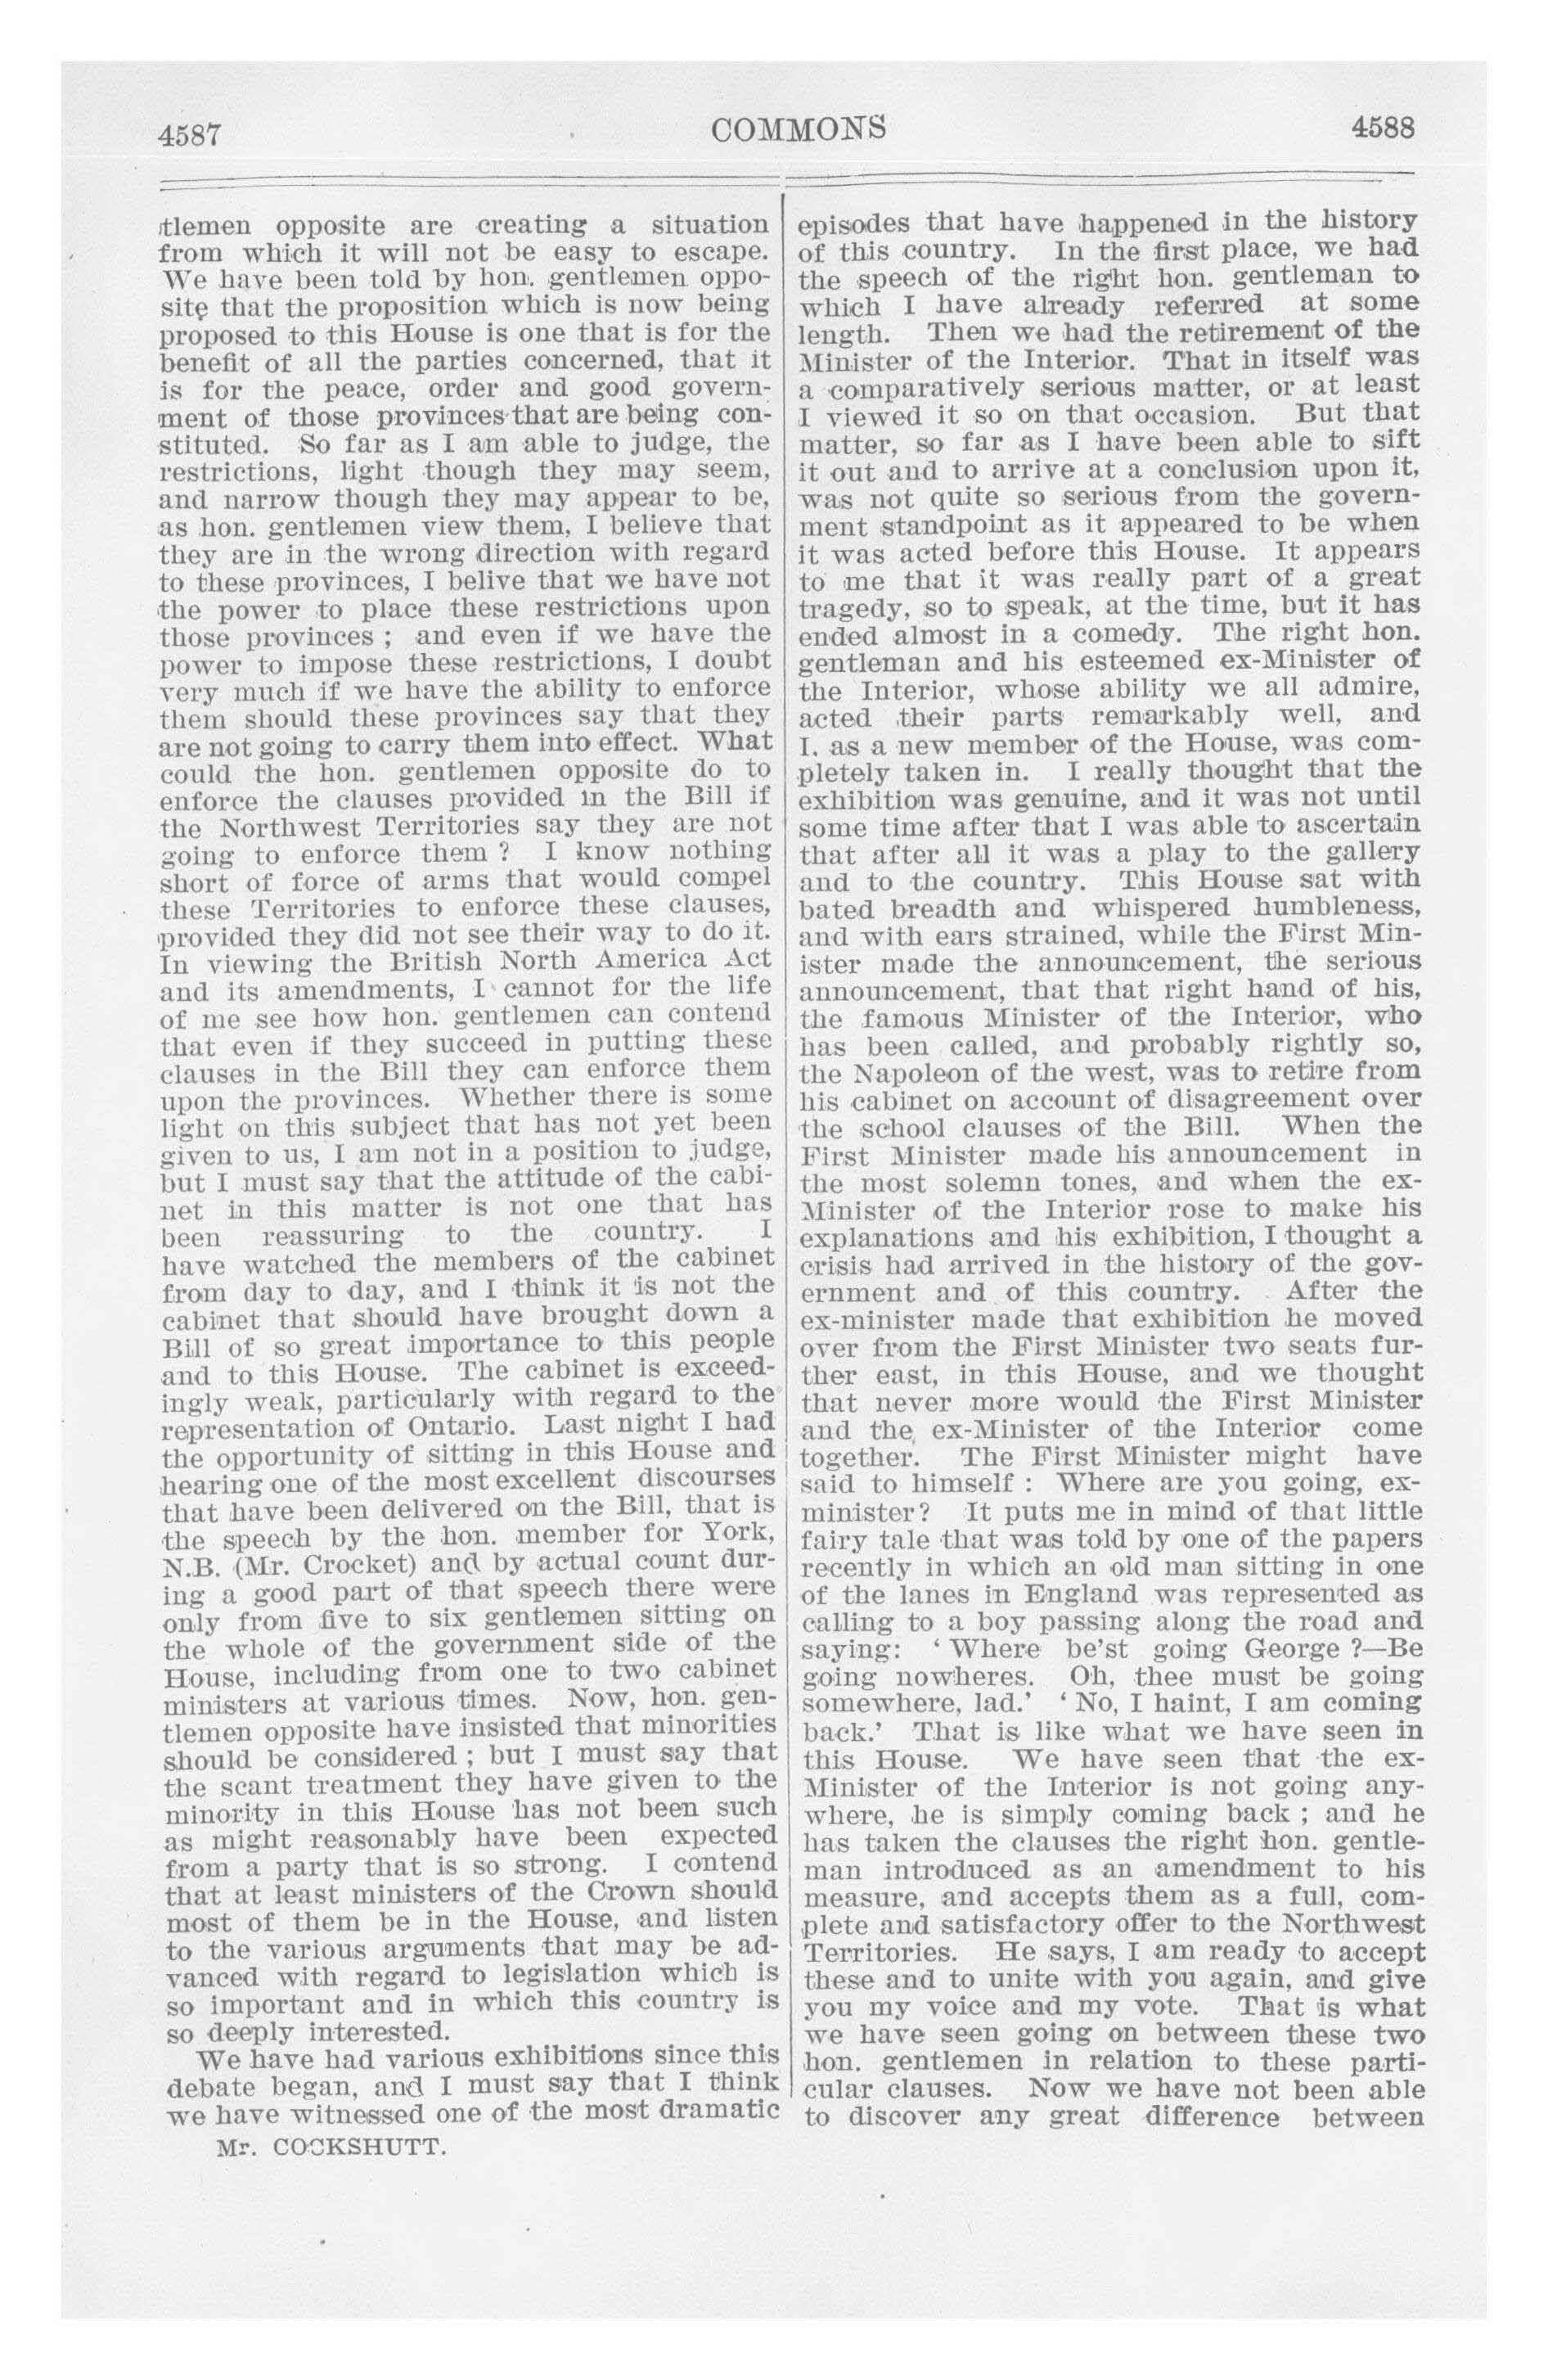 4587
COMMONS
4588
tlemen opposite are creating a situation
from which it will not be easy to escape.
We have been told by hon. gentlemen oppo-
site that the proposition which is now being
proposed to this House is one that is for the
benefit of all the parties concerned, that it
is for the peace, order and good govern-
ment of those provinces that are being con-
stituted. So far as I am able to judge, the
restrictions, light though they may seem,
and narrow though they may appear to be,
as hon. gentlemen view them, I believe that
they are in the wrong direction with regard
to these provinces, I belive that we have not
the power to place these restrictions upon
those provinces ; and even if we have the
power to impose these restrictions, I doubt
very much if we have the ability to enforce
them should these provinces say that they
are not going to carry them into effect. What
could the hon. gentlemen opposite do to
enforce the clauses provided in the Bill if
the Northwest Territories say they are not
going to enforce them ? I know nothing
short of force of arms that would compel
these Territories to enforce these clauses,
provided they did not see their way to do it.
In viewing the British North America Act
and its amendments, I cannot for the life
of me see how hon. gentlemen can contend
that even if they succeed in putting these
clauses in the Bill they can enforce them
upon the provinces. Whether there is some
light on this subject that has not yet been
given to us, I am not in a position to judge,
but I must say that the attitude of the cabi-
net in this matter is not one that has
been reassuring to the country. I
have watched the members of the cabinet
from day to day, and I think it is not the
cabinet that should have brought down a
Bill of so great importance to this people
and to this House. The cabinet is exceed-
ingly weak, particularly with regard to the
representation of Ontario. Last night I had
the opportunity of sitting in this House and
hearing one of the most excellent discourses
that have been delivered on the Bill, that is
the speech by the hon. member for York,
N.B. (Mr. Crocket) and by actual count dur-
ing a good part of that speech there were
only from five to six gentlemen sitting on
the whole of the government side of the
House, including from one to two cabinet
ministers at various times. Now, hon. gen-
tlemen opposite have insisted that minorities
should be considered ; but I must say that
the scant treatment they have given to the
minority in this House has not been such
as might reasonably have been expected
from a party that is so strong. I contend
that at least ministers of the Crown should
most of them be in the House, and listen
to the various arguments that may be ad-
vanced with regard to legislation which is
so important and in which this country is
so deeply interested.
We have had various exhibitions since this
debate began, and I must say that I think
we have witnessed one of the most dramatic
Mr. COCKSHUTT.
episodes that have happened in the history
of this country. In the first place, we had
the speech of the right hon. gentleman to
which I have already referred at some
length. Then we had the retirement of the
Minister of the Interior. That in itself was
a comparatively serious matter, or at least
I viewed it so on that occasion. But that
matter, so far as I have been able to sift
it out and to arrive at a conclusion upon it,
was not quite so serious from the govern-
ment standpoint as it appeared to be when
it was acted before this House. It appears
to me that it was really part of a great
tragedy, so to speak, at the time, but it has
ended almost in a comedy. The right hon.
gentleman and his esteemed ex-Minister of
the Interior, whose ability we all admire,
acted their parts remarkably well, and
I. as a new member of the House, was com-
pletely taken in. I really thought that the
exhibition was genuine, and it was not until
some time after that I was able to ascertain
that after all it was a play to the gallery
and to the country. This House sat with
bated breadth and whispered humbleness,
and with ears strained, while the First Min-
ister made the announcement, the serious
announcement, that that right hand of his,
the famous Minister of the Interior, who
has been called, and probably rightly so,
the Napoleon of the west, was to retire from
his cabinet on account of disagreement over
the school clauses of the Bill. When the
First Minister made his announcement in
the most solemn tones, and when the ex-
Minister of the Interior rose to make his
explanations and his exhibition, I thought a
crisis had arrived in the history of the gov-
ernment and of this country. After the
ex-minister made that exhibition he moved
over from the First Minister two seats fur-
ther east, in this House, and we thought
that never more would the First Minister
and the ex-Minister of the Interior come
together. The First Minister might have
said to himself : Where are you going, ex-
minister? It puts me in mind of that little
fairy tale that was told by one of the papers
recently in which an old man sitting in one
of the lanes in England was represented as
calling to a boy passing along the road and
saying: ‘ Where be’st going George ?—Be
going nowheres. Oh, thee must be going
somewhere, lad.’ ‘ No, I haint, I am coming
back.’ That is like what we have seen in
this House. We have seen that the ex-
Minister of the Interior is not going any-
where, he is simply coming back ; and he
has taken the clauses the right hon. gentle-
man introduced as an amendment to his
measure, and accepts them as a full, com-
plete and satisfactory offer to the Northwest
Territories. He says, I am ready to accept
these and to unite with you again, and give
you my voice and my vote. That is what
we have seen going on between these two
hon. gentlemen in relation to these parti-
cular clauses. Now we have not been able
to discover any great difference between